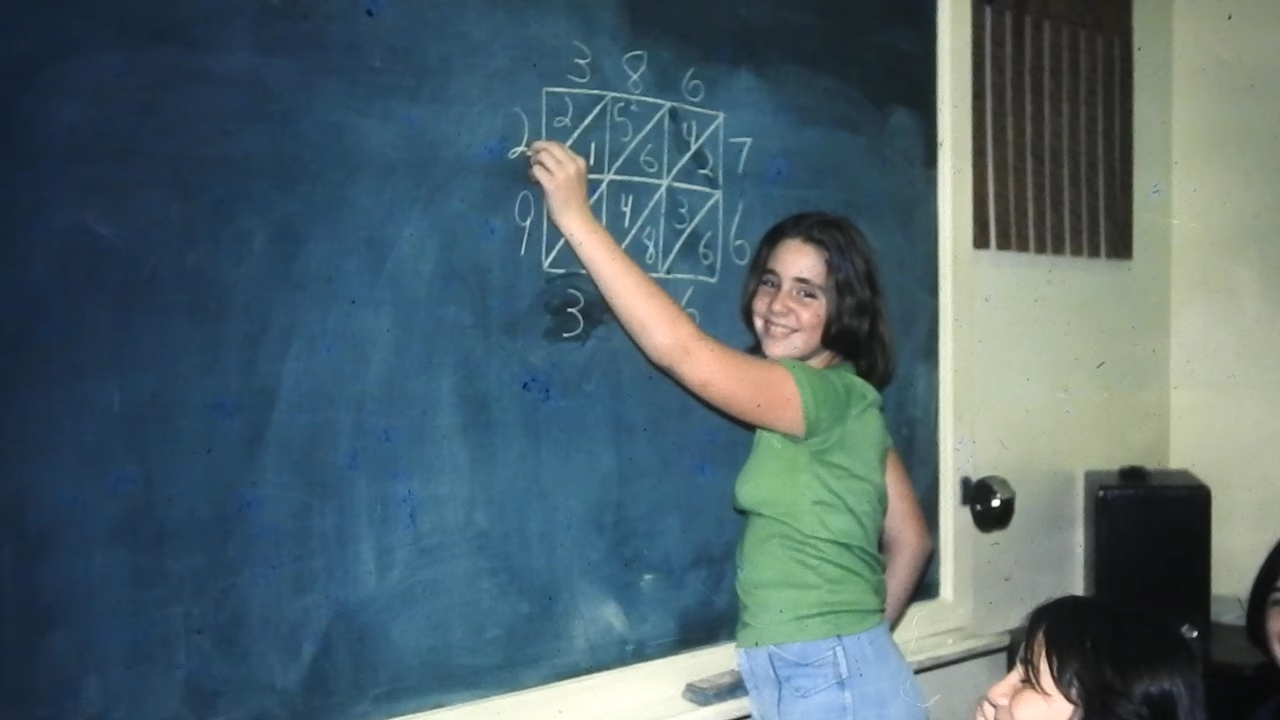 3 8 6
2 5 4
2 1 6 2 7
9 4 3
8 6 6
3 6